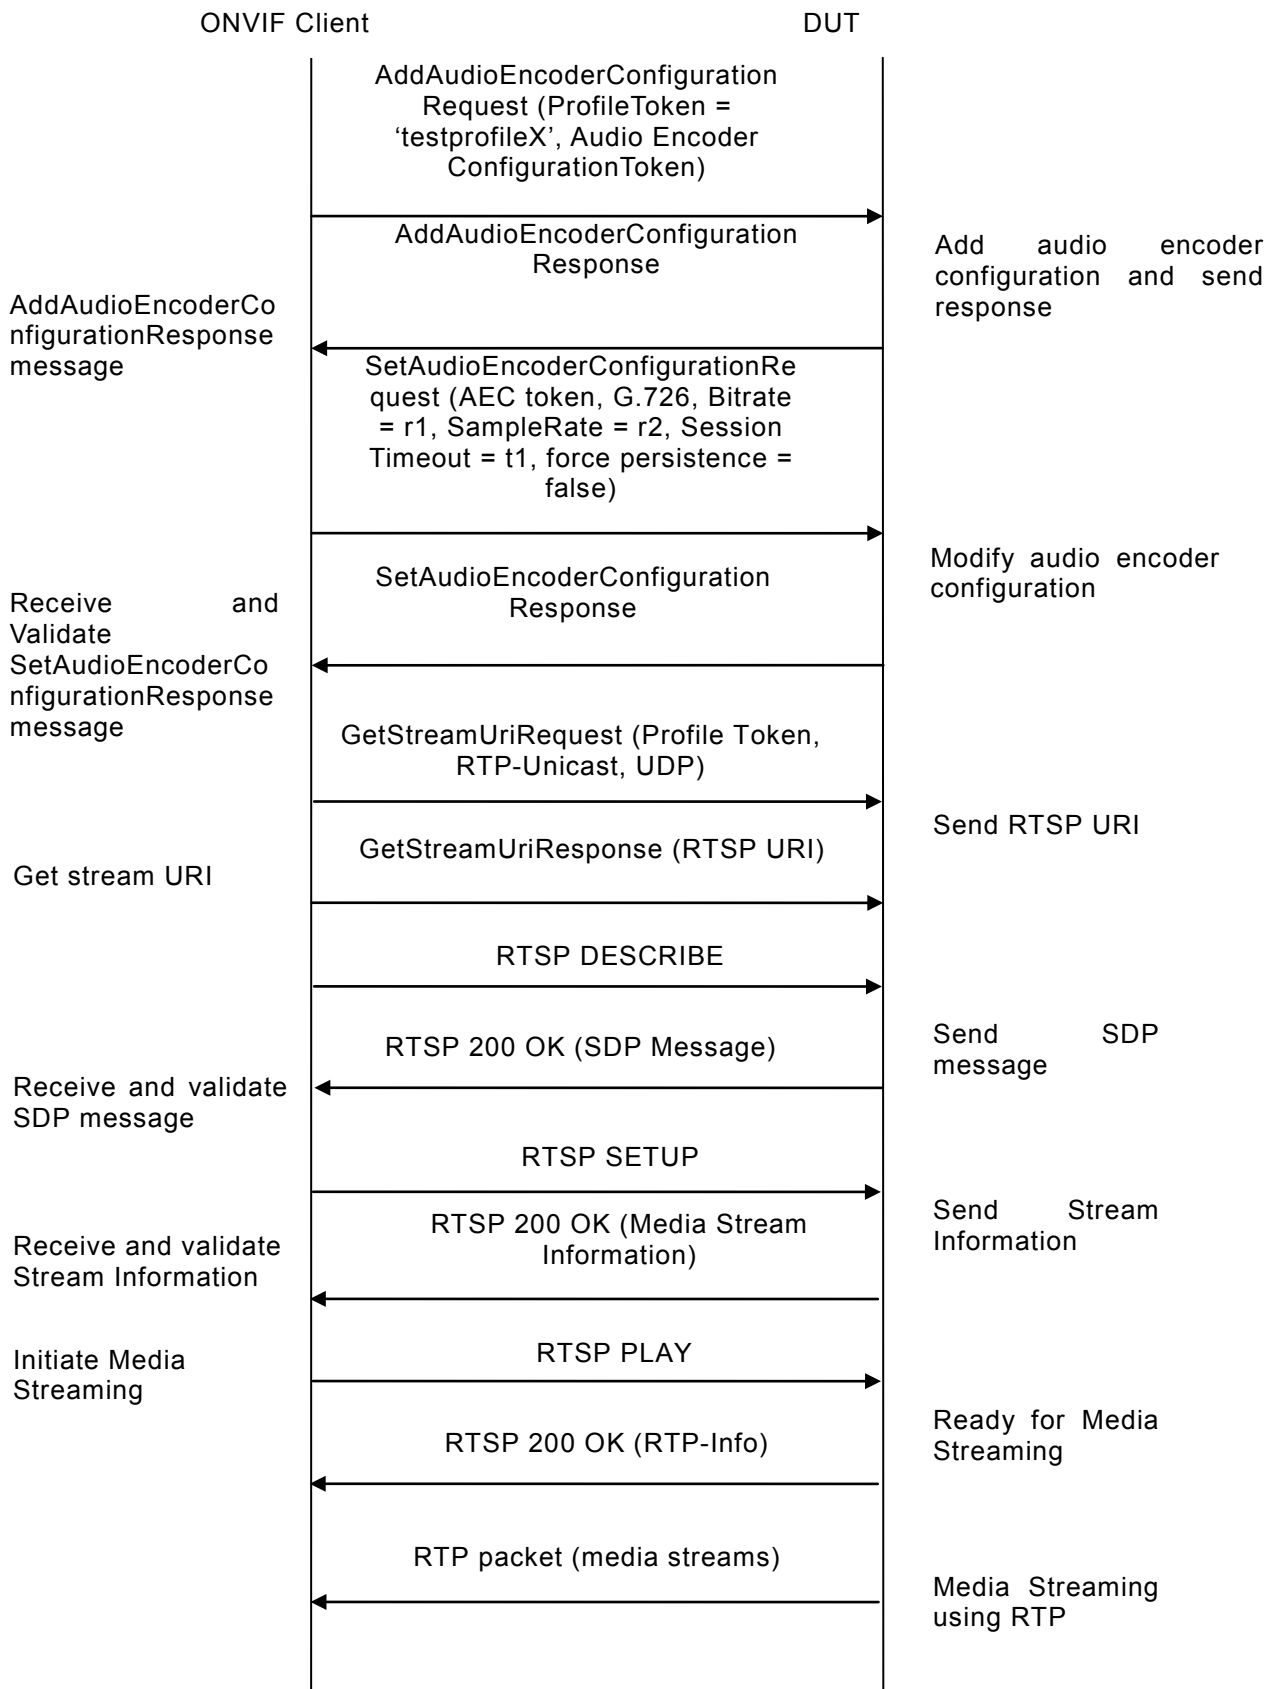 ONVIF Client
DUT
AddAudioEncoderConfiguration
Request (ProfileToken =
‘testprofileX’, Audio Encoder
ConfigurationToken)
AddAudioEncoderConfiguration
Response
Add audio encoder
configuration and send
response
AddAudioEncoderCo
nfigurationResponse
message
SetAudioEncoderConfigurationRe
quest (AEC token, G.726, Bitrate
= r1, SampleRate = r2, Session
Timeout = t1, force persistence =
false)
Modify audio encoder
configuration
SetAudioEncoderConfiguration
Response
Receive and
Validate
SetAudioEncoderCo
nfigurationResponse
message
GetStreamUriRequest (Profile Token,
RTP-Unicast, UDP)
Send RTSP URI
GetStreamUriResponse (RTSP URI)
Get stream URI
RTSP DESCRIBE
Send SDP
message
RTSP 200 OK (SDP Message)
Receive and validate
SDP message
RTSP SETUP
Send Stream
Information
RTSP 200 OK (Media Stream
Information)
Receive and validate
Stream Information
Initiate Media
Streaming
RTSP PLAY
Ready for Media
Streaming
RTSP 200 OK (RTP-Info)
RTP packet (media streams)
Media Streaming
using RTP